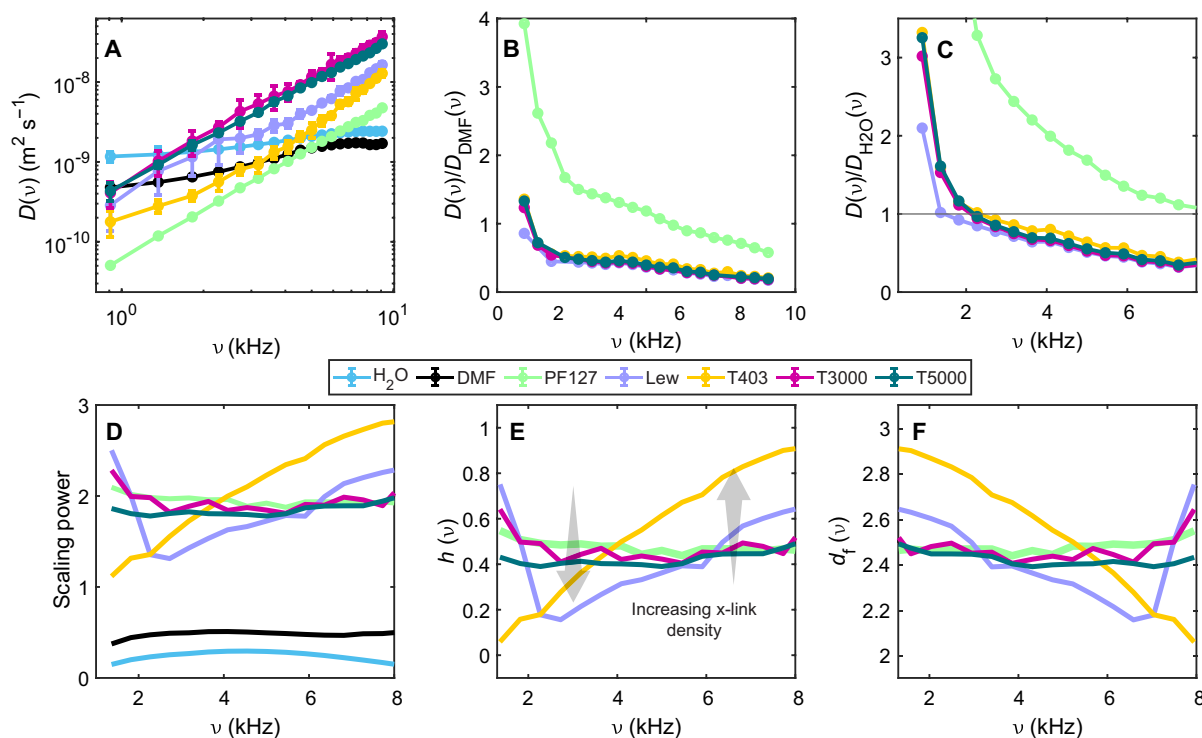 A
D(ν) (m² s⁻¹)
10⁻⁸
10⁻⁹
10⁻¹⁰
10⁰
10¹
ν (kHz)
B
D(ν)/D_DMF(ν)
4
3
2
1
0
0 2 4 6 8 10
ν (kHz)
C
D(ν)/D_H2O(ν)
3
2
1
0
2 4 6
ν (kHz)
H₂O DMF PF127 Lew T403 T3000 T5000
D
Scaling power
3
2
1
0
2 4 6 8
ν (kHz)
E
h (ν)
1
0.8
0.6
0.4
0.2
0
Increasing x-link
density
2 4 6 8
ν (kHz)
F
d_f (ν)
3
2.8
2.6
2.4
2.2
2
2 4 6 8
ν (kHz)